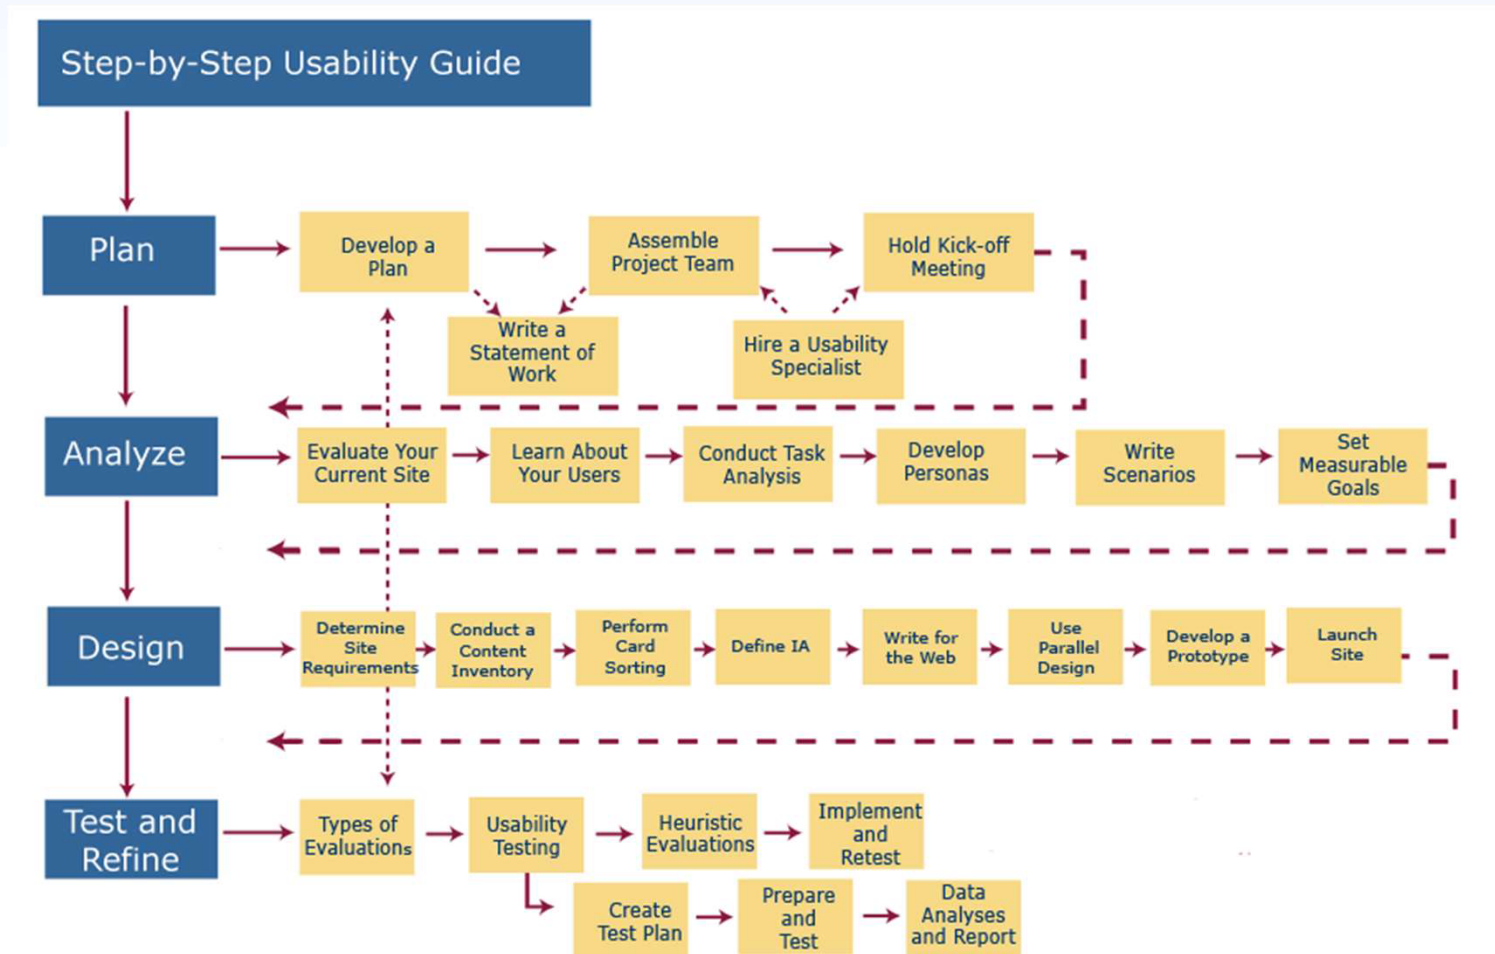 Step-by-Step Usability Guide
Plan
Develop a
Plan
Assemble
Project Team
Hold Kick-off
Meeting
Write a
Statement of
Work
Hire a Usability
Specialist
Analyze
Evaluate Your
Current Site
Learn About
Your Users
Conduct Task
Analysis
Develop
Personas
Write
Scenarios
Set
Measurable
Goals
Design
Determine
Site
Requirements
Conduct a
Content
Inventory
Perform
Card
Sorting
Define IA
Write for
the Web
Use
Parallel
Design
Develop a
Prototype
Launch
Site
Test and
Refine
Types of
Evaluations
Usability
Testing
Heuristic
Evaluations
Implement
and
Retest
Create
Test Plan
Prepare
and
Test
Data
Analyses
and Report